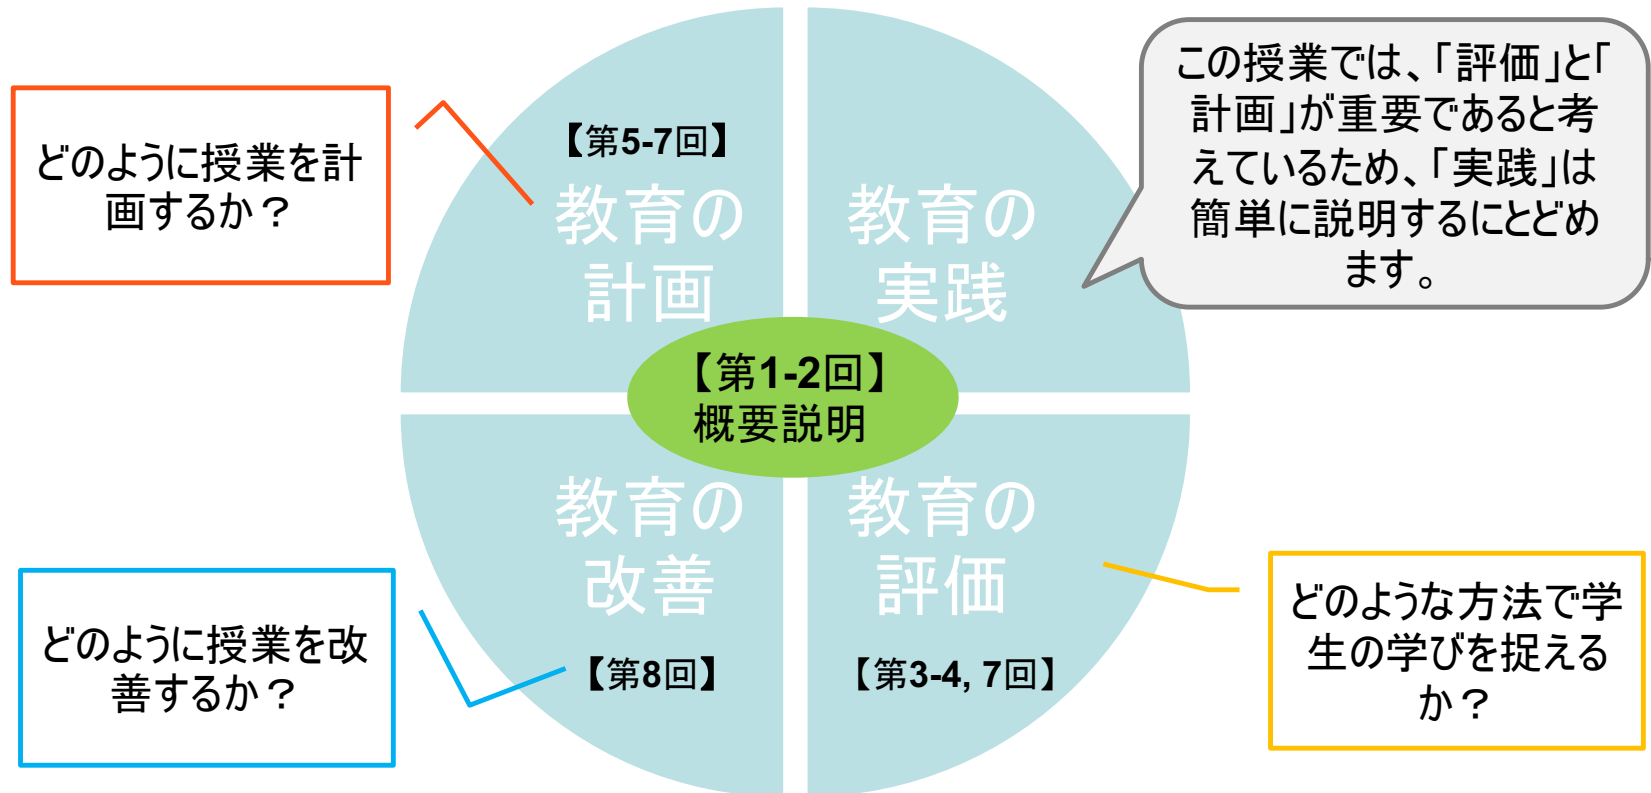 どのように授業を計
画するか？
【第5-7回】
教育の
計画
教育の
実践
この授業では、「評価」と「
計画」が重要であると考
えているため、「実践」は
簡単に説明するにとどめ
ます。
【第1-2回】
概要説明
どのように授業を改
善するか？
教育の
改善
【第8回】
教育の
評価
【第3-4, 7回】
どのような方法で学
生の学びを捉える
か？